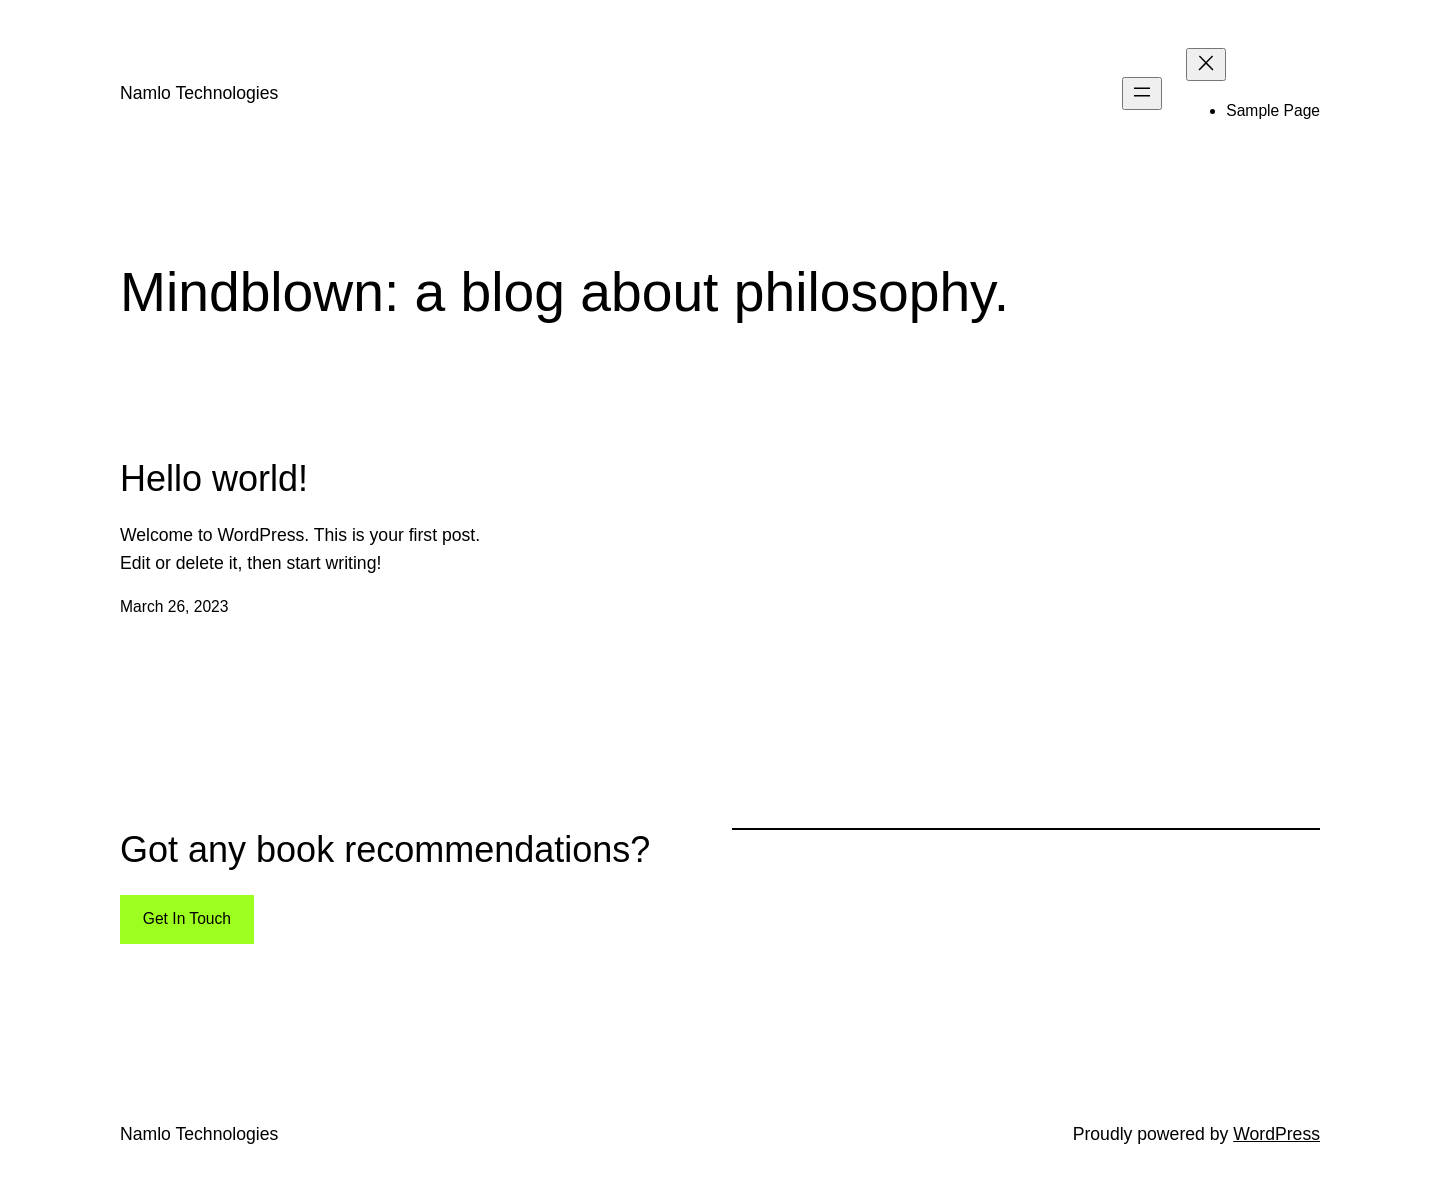 Namlo Technologies
Sample Page
Mindblown: a blog about philosophy.
Hello world!
Welcome to WordPress. This is your first post.
Edit or delete it, then start writing!
March 26, 2023
Got any book recommendations?
Get In Touch
Namlo Technologies
Proudly powered by WordPress